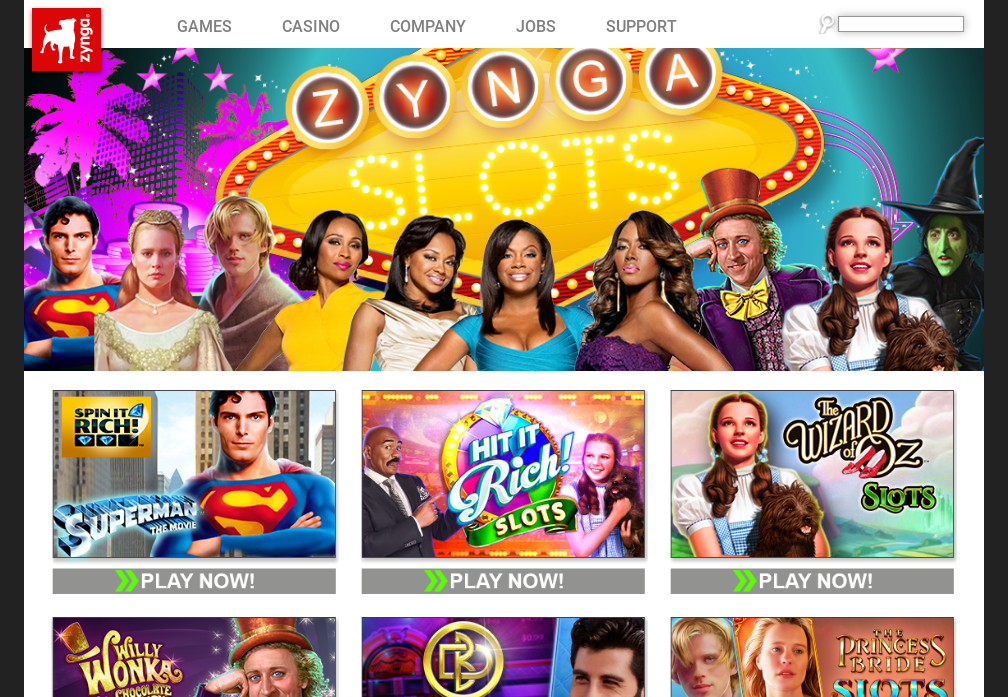 zynga
GAMES CASINO COMPANY JOBS SUPPORT
ZYNGA
SLOTS
SPIN IT
RICH!
SUPERMAN
THE MOVIE
HIT IT
Rich!
SLOTS
The
WIZARD
OF OZ
SLOTS
PLAY NOW!
PLAY NOW!
PLAY NOW!
WILLY
WONKA
CHOCOLATE
THE
PRINCESS
BRIDE
SLOTS